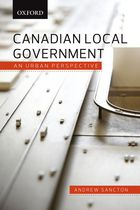 OXFORD
CANADIAN LOCAL
GOVERNMENT
AN URBAN PERSPECTIVE
ANDREW SANCTON